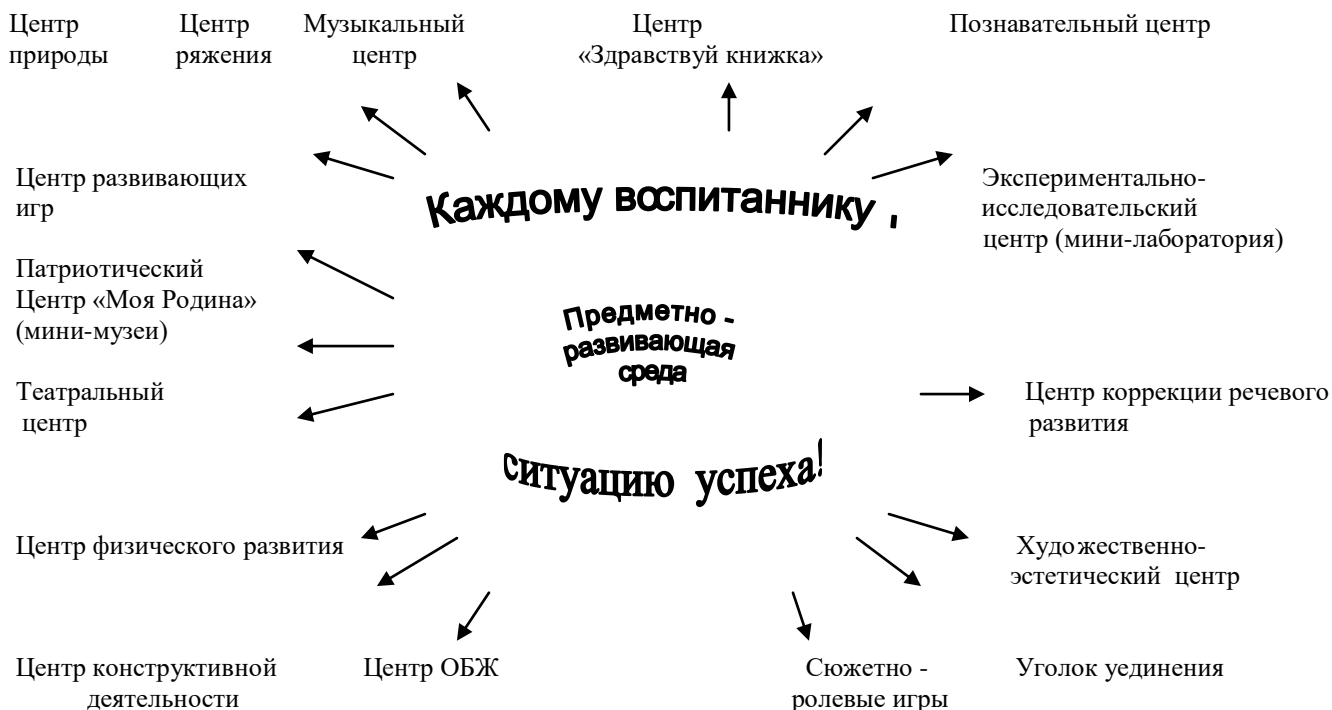 Центр Центр Музыкальный Центр Познавательный центр
природы ряжения центр «Здравствуй книжка»
Центр развивающих
игр
Каждому воспитаннику ,
Экспериментально-
исследовательский
центр (мини-лаборатория)
Патриотический
Центр «Моя Родина»
(мини-музеи)
Предметно -
развивающая
среда
Театральный
центр
Центр коррекции речевого
развития
ситуацию успеха!
Центр физического развития
Художественно-
эстетический центр
Центр конструктивной
деятельности
Центр ОБЖ
Сюжетно -
ролевые игры
Уголок уединения